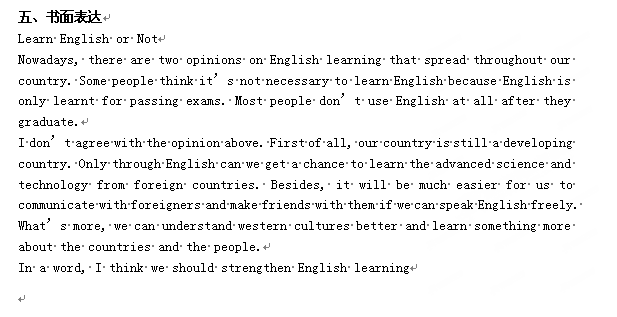 五、书面表达
Learn English or Not
Nowadays, there are two opinions on English learning that spread throughout our
country. Some people think it's not necessary to learn English because English is
only learnt for passing exams. Most people don't use English at all after they
graduate.
I don't agree with the opinion above. First of all, our country is still a developing
country. Only through English can we get a chance to learn the advanced science and
technology from foreign countries. Besides, it will be much easier for us to
communicate with foreigners and make friends with them if we can speak English freely.
What's more, we can understand western cultures better and learn something more
about the countries and the people.
In a word, I think we should strengthen English learning